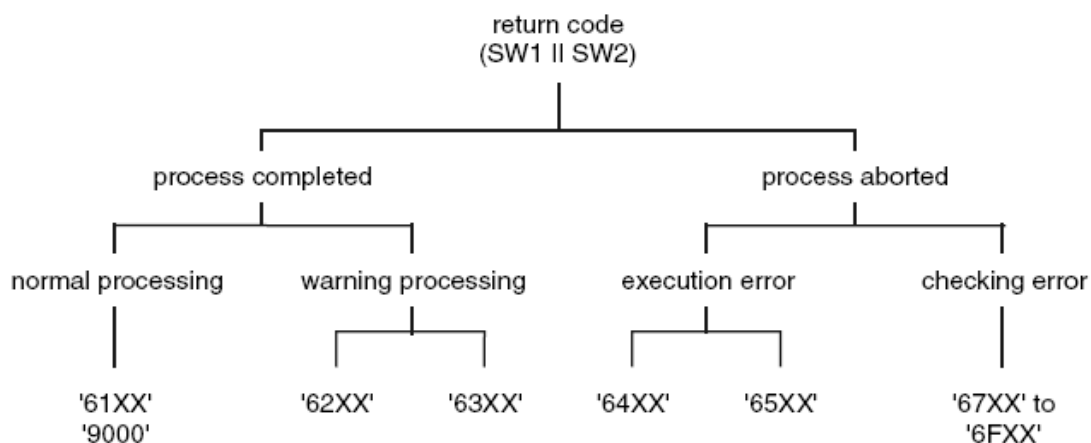 return code
(SW1 || SW2)
process completed
process aborted
normal processing
warning processing
execution error
checking error
'61XX'
'9000'
'62XX'
'63XX'
'64XX'
'65XX'
'67XX' to
'6FXX'